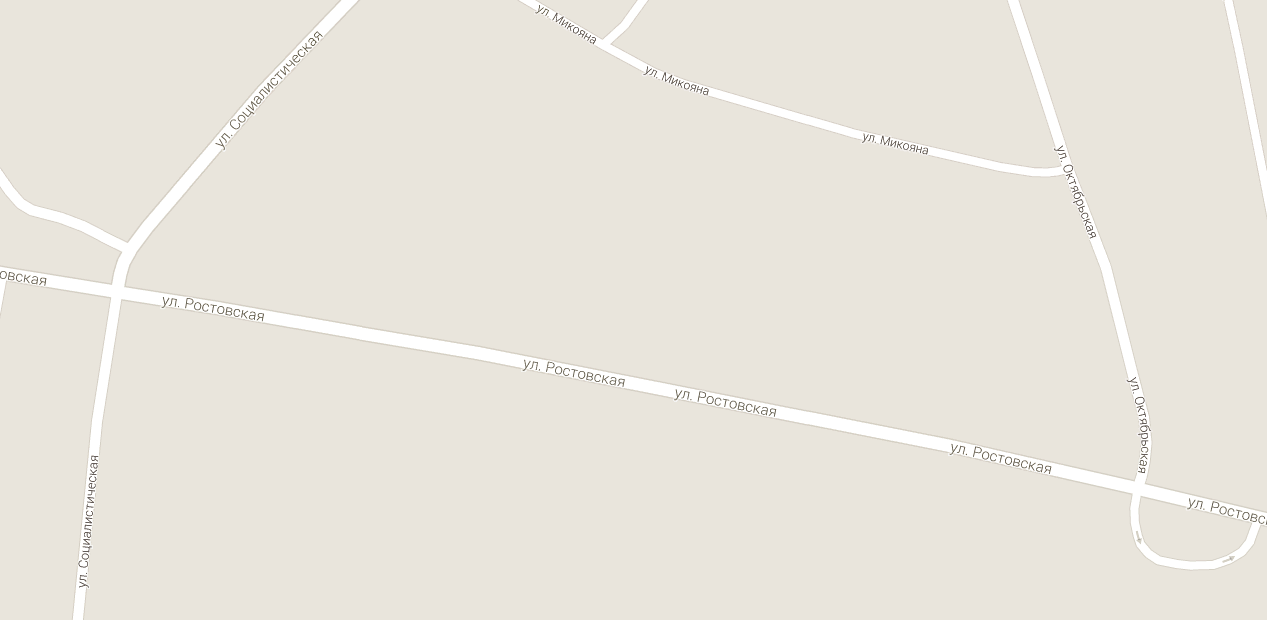 ул. Микояна
ул. Социалистическая
ул. Микояна
ул. Микояна
ул. Октябрьская
овская
ул. Ростовская
ул. Ростовская
ул. Ростовская
ул. Октябрьская
ул. Ростовская
ул. Социалистическая
ул. Ростовс